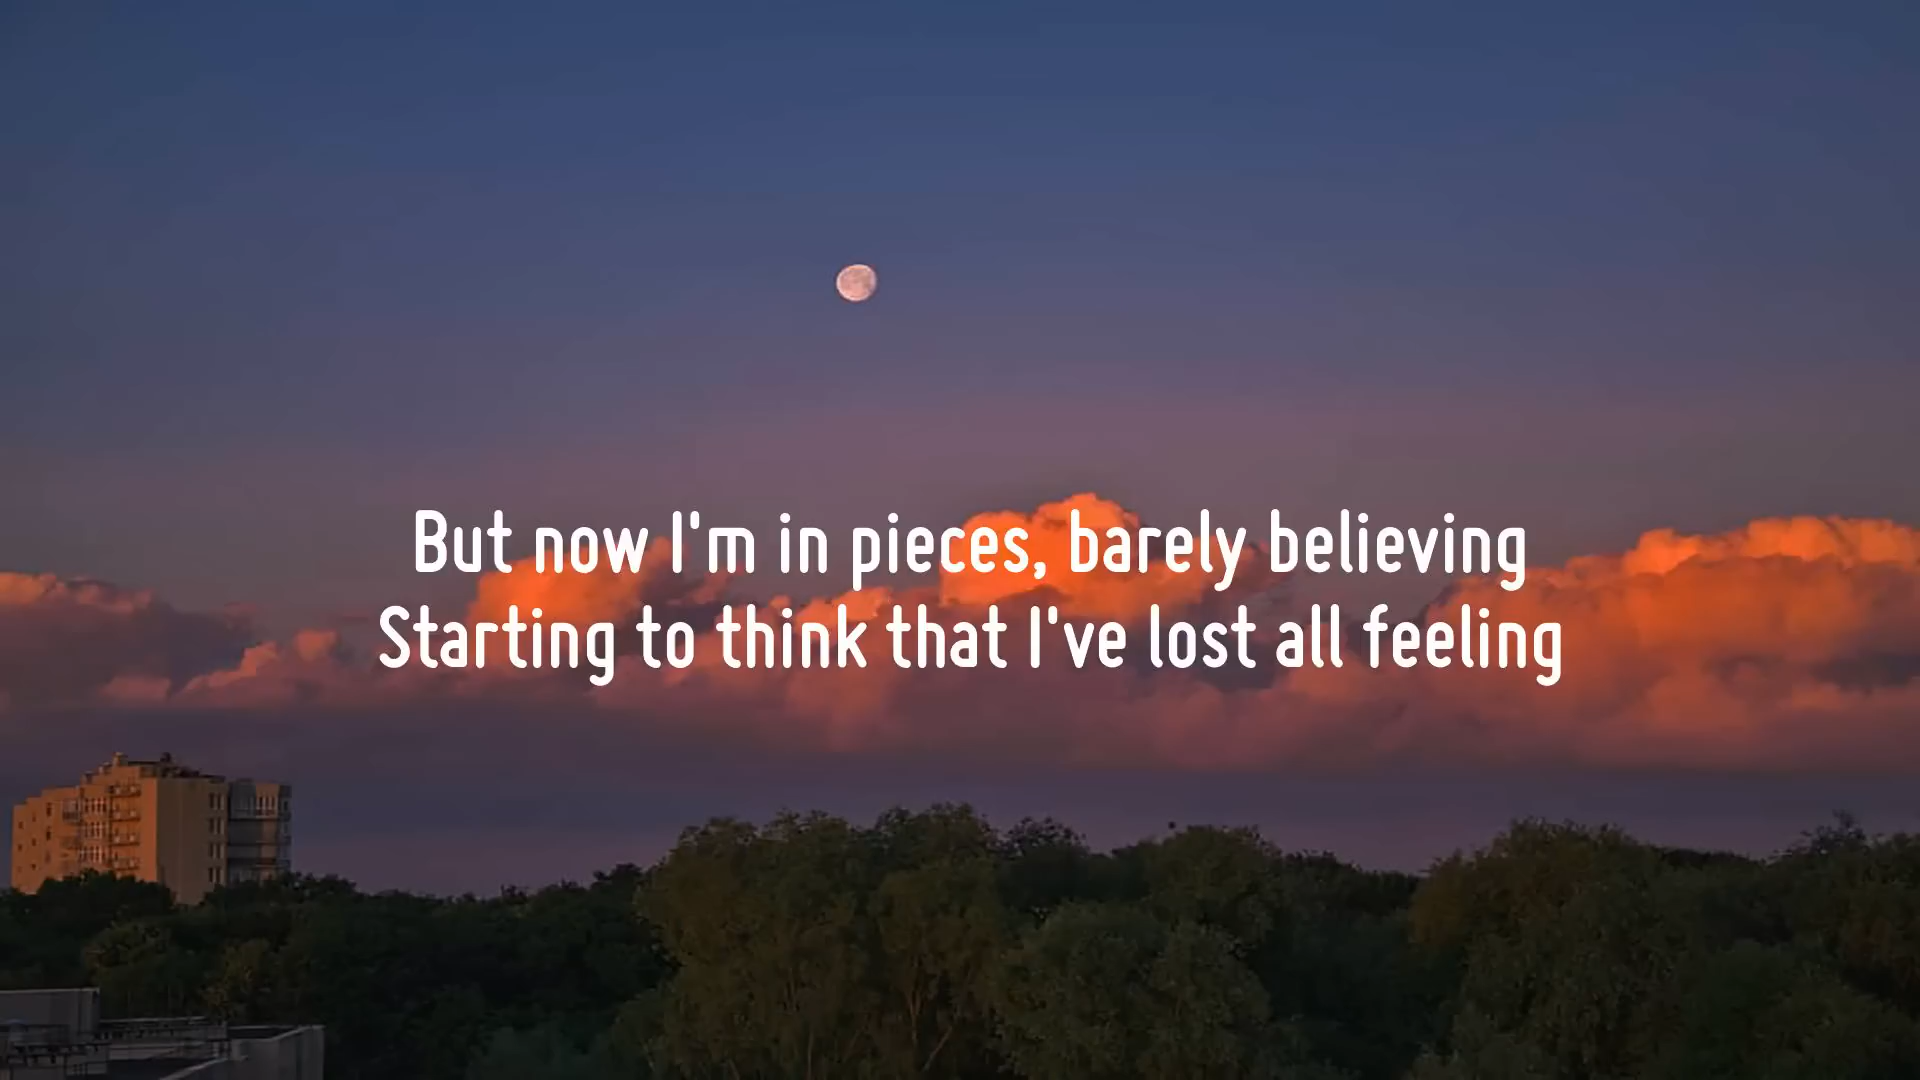 But now I'm in pieces, barely believing
Starting to think that I've lost all feeling